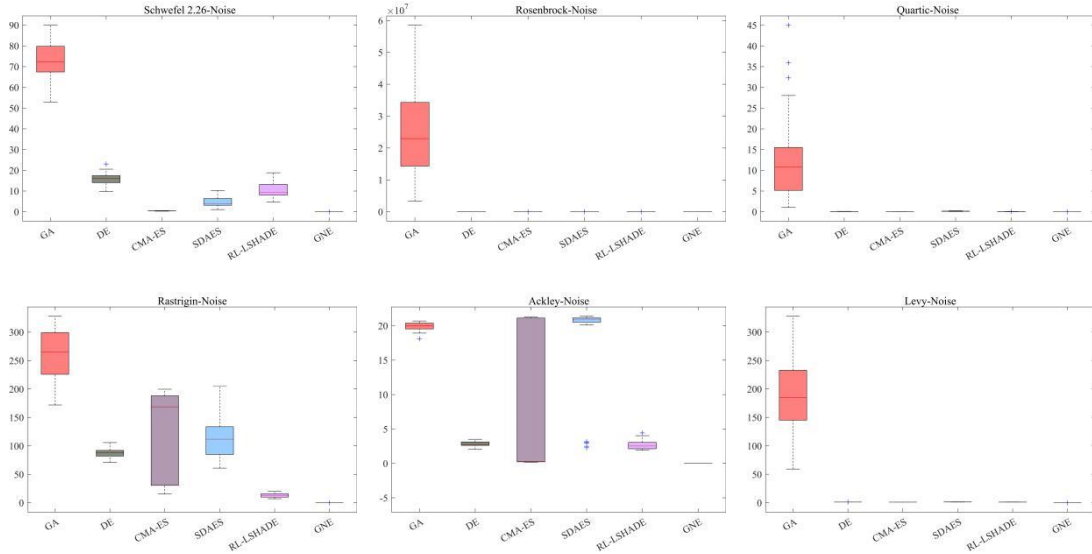 Schwefel 2.26-Noise
90
80
70
60
50
40
30
20
10
0
GA
DE
CMA-ES
SDAES
RL-LSHADE
GNE
Rosenbrock-Noise
×10⁷
6
5
4
3
2
1
0
GA
DE
CMA-ES
SDAES
RL-LSHADE
GNE
Quartic-Noise
45
40
35
30
25
20
15
10
5
0
GA
DE
CMA-ES
SDAES
RL-LSHADE
GNE
Rastrigin-Noise
300
250
200
150
100
50
0
GA
DE
CMA-ES
SDAES
RL-LSHADE
GNE
Ackley-Noise
20
15
10
5
0
-5
GA
DE
CMA-ES
SDAES
RL-LSHADE
GNE
Levy-Noise
300
250
200
150
100
50
0
GA
DE
CMA-ES
SDAES
RL-LSHADE
GNE